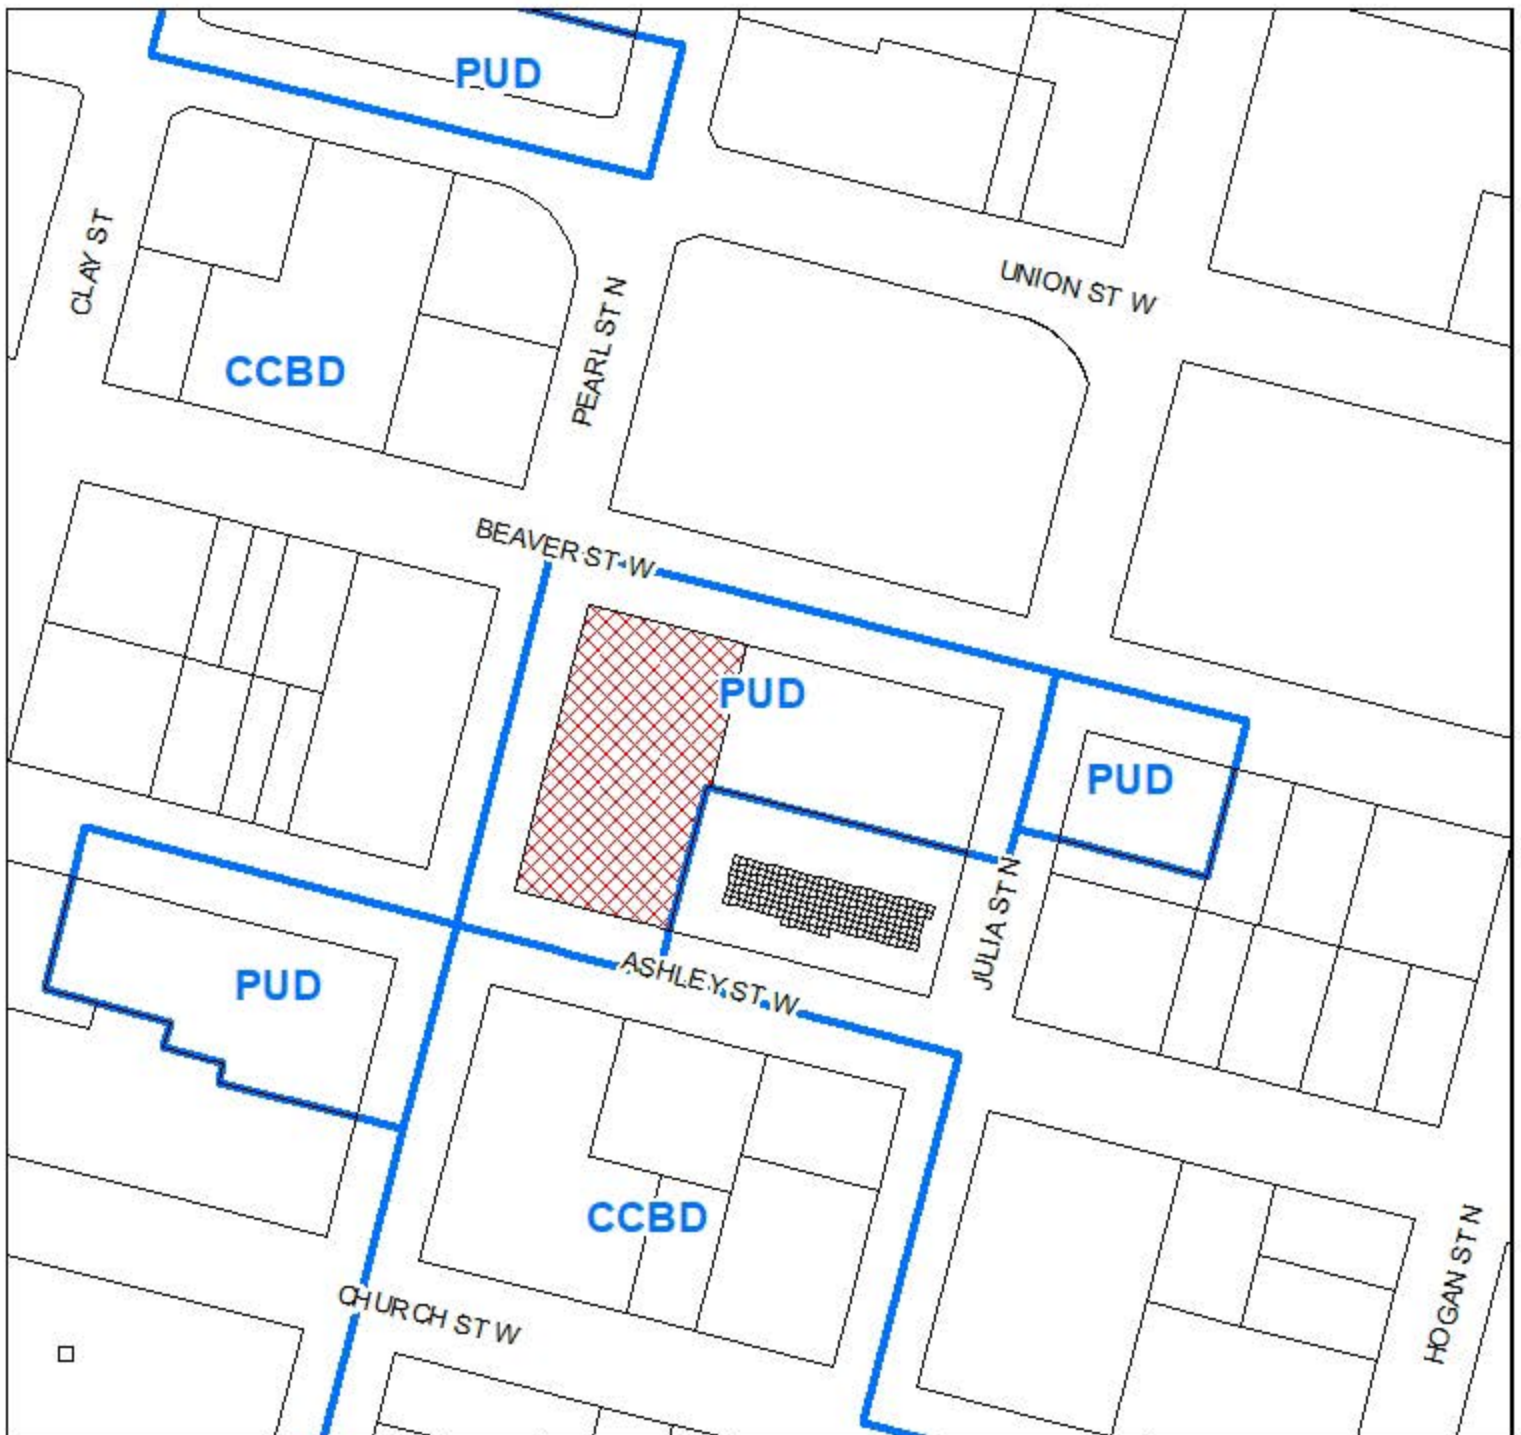 PUD
CLAY ST
UNION ST W
PEARL ST N
CCBD
BEAVER ST W
PUD
PUD
JULIA ST N
ASHLEY ST W
PUD
CCBD
HOGAN ST N
CHURCH ST W